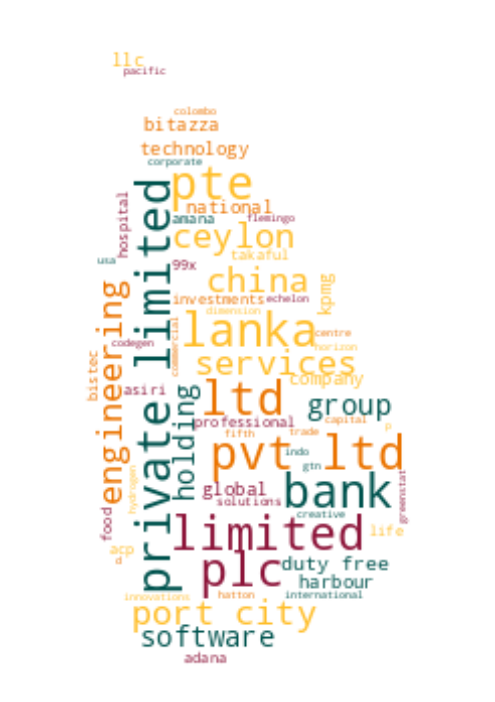 llc
pacific
colombo
bitazza
technology
corporate
pte
private limited
hospital
national
amana
flemingo
ceylon
takaful
usa
99x
china
kpmg
engineering
investments
echelon
dimension
lanka
commercial
centre
codegen
horizon
services
bistec
company
asiri
holding
ltd
group
professional
capital
p
fifth
trade
pvt ltd
indo
gtn
hydrogen
global
bank
greenstat
solutions
food
limited
creative
life
acp
d
plc
duty free
harbour
innovations
hatton
international
port city
software
adana